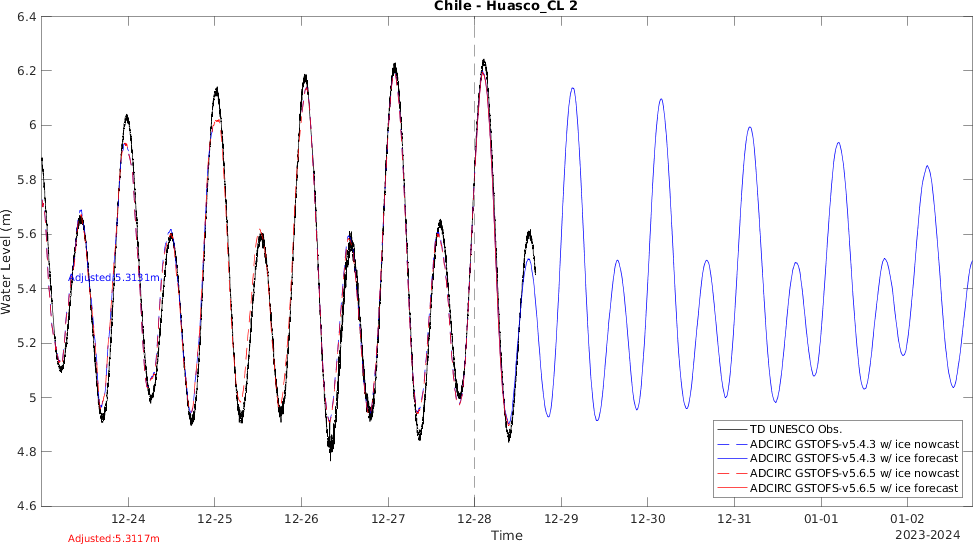 Chile - Huasco_CL 2
6.4
6.2
6
5.8
5.6
5.4
5.2
5
4.8
4.6
Water Level (m)
Adjusted:5.3131m
TD UNESCO Obs.
ADCIRC GSTOFS-v5.4.3 w/ ice nowcast
ADCIRC GSTOFS-v5.4.3 w/ ice forecast
ADCIRC GSTOFS-v5.6.5 w/ ice nowcast
ADCIRC GSTOFS-v5.6.5 w/ ice forecast
12-24 12-25 12-26 12-27 12-28 12-29 12-30 12-31 01-01 01-02
Time
2023-2024
Adjusted:5.3117m